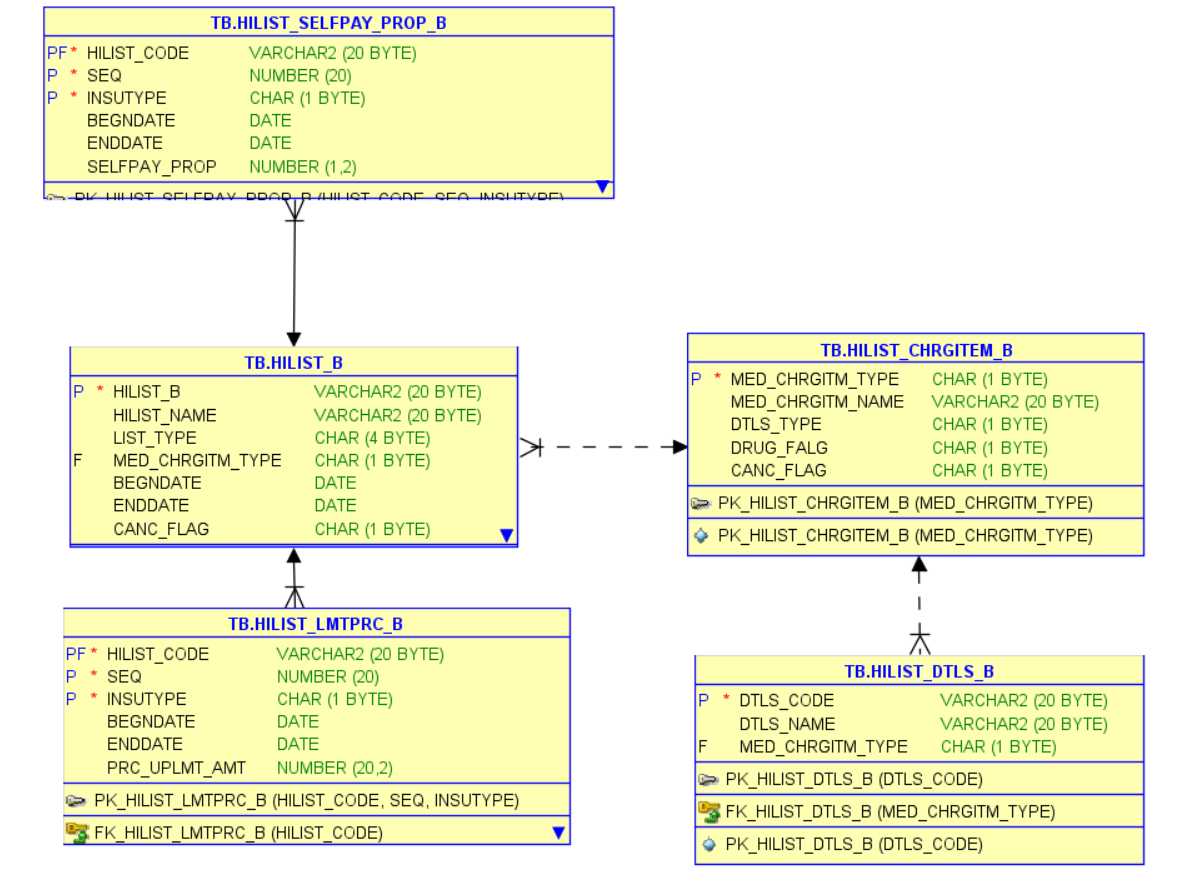 TB.HILIST_SELFPAY_PROP_B
PF * HILIST_CODE VARCHAR2 (20 BYTE)
P * SEQ NUMBER (20)
P * INSUTYPE CHAR (1 BYTE)
BEGNDATE DATE
ENDDATE DATE
SELFPAY_PROP NUMBER (1,2)
PK_HILIST_SELFPAY_PROP_B (HILIST_CODE, SEQ, INSUTYPE)
TB.HILIST_B
P * HILIST_B VARCHAR2 (20 BYTE)
HILIST_NAME VARCHAR2 (20 BYTE)
LIST_TYPE CHAR (4 BYTE)
F MED_CHRGITM_TYPE CHAR (1 BYTE)
BEGNDATE DATE
ENDDATE DATE
CANC_FLAG CHAR (1 BYTE)
TB.HILIST_CHRGITEM_B
P * MED_CHRGITM_TYPE CHAR (1 BYTE)
MED_CHRGITM_NAME VARCHAR2 (20 BYTE)
DTLS_TYPE CHAR (1 BYTE)
DRUG_FALG CHAR (1 BYTE)
CANC_FLAG CHAR (1 BYTE)
PK_HILIST_CHRGITEM_B (MED_CHRGITM_TYPE)
PK_HILIST_CHRGITEM_B (MED_CHRGITM_TYPE)
TB.HILIST_LMTPRC_B
PF * HILIST_CODE VARCHAR2 (20 BYTE)
P * SEQ NUMBER (20)
P * INSUTYPE CHAR (1 BYTE)
BEGNDATE DATE
ENDDATE DATE
PRC_UPLMT_AMT NUMBER (20,2)
PK_HILIST_LMTPRC_B (HILIST_CODE, SEQ, INSUTYPE)
FK_HILIST_LMTPRC_B (HILIST_CODE)
TB.HILIST_DTLS_B
P * DTLS_CODE VARCHAR2 (20 BYTE)
DTLS_NAME VARCHAR2 (20 BYTE)
F MED_CHRGITM_TYPE CHAR (1 BYTE)
PK_HILIST_DTLS_B (DTLS_CODE)
FK_HILIST_DTLS_B (MED_CHRGITM_TYPE)
PK_HILIST_DTLS_B (DTLS_CODE)